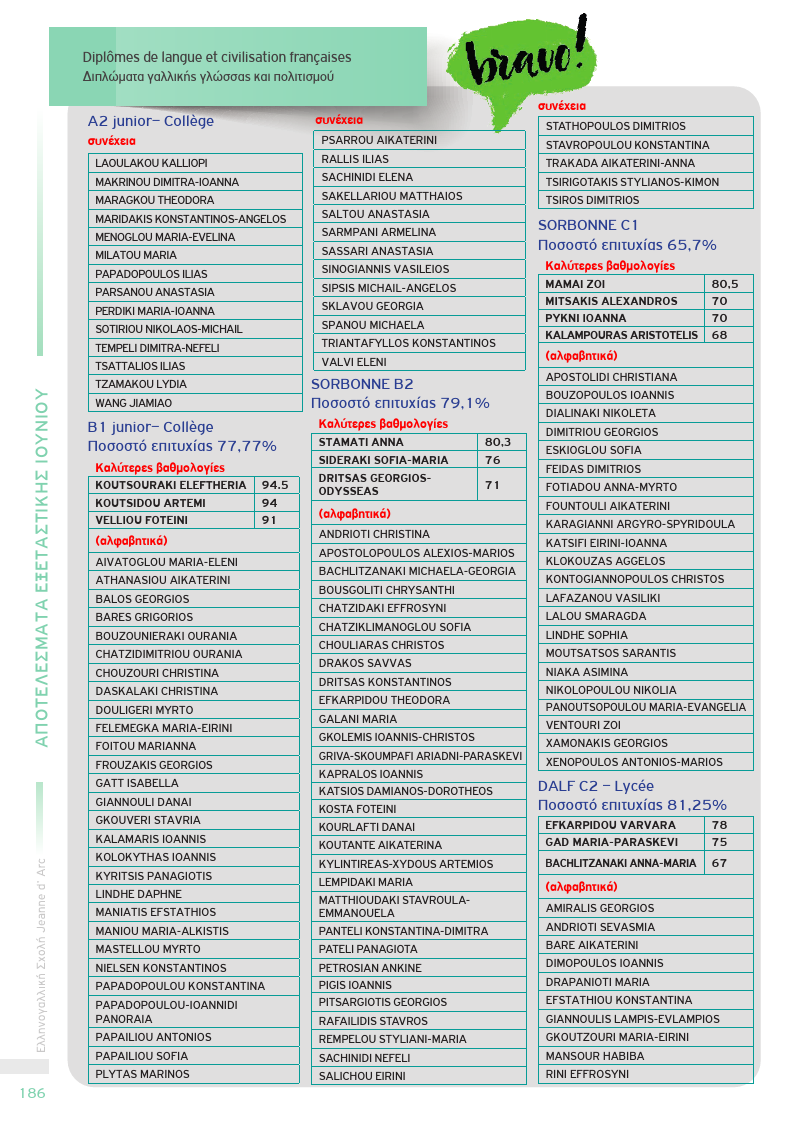 Diplômes de langue et civilisation françaises
Διπλώματα γαλλικής γλώσσας και πολιτισμού
bravo!
A2 junior– Collège
συνέχεια
LAOULAKOU KALLIOPI
MAKRINOU DIMITRA-IOANNA
MARAGKOU THEODORA
MARIDAKIS KONSTANTINOS-ANGELOS
MENOGLOU MARIA-EVELINA
MILATOU MARIA
PAPADOPOULOS ILIAS
PARSANOU ANASTASIA
PERDIKI MARIA-IOANNA
SOTIRIOU NIKOLAOS-MICHAIL
TEMPELI DIMITRA-NEFELI
TSATTALIOS ILIAS
TZAMAKOU LYDIA
WANG JIAMIAO
B1 junior– Collège
Ποσοστό επιτυχίας 77,77%
Καλύτερες βαθμολογίες
KOUTSOURAKI ELEFTHERIA 94.5
KOUTSIDOU ARTEMI 94
VELLIOU FOTEINI 91
(αλφαβητικά)
AIVATOGLOU MARIA-ELENI
ATHANASIOU AIKATERINI
BALOS GEORGIOS
BARES GRIGORIOS
BOUZOUNIERAKI OURANIA
CHATZIDIMITRIOU OURANIA
CHOUZOURI CHRISTINA
DASKALAKI CHRISTINA
DOULIGERI MYRTO
FELEMEGKA MARIA-EIRINI
FOITOU MARIANNA
FROUZAKIS GEORGIOS
GATT ISABELLA
GIANNOULI DANAI
GKOUVERI STAVRIA
KALAMARIS IOANNIS
KOLOKYTHAS IOANNIS
KYRITSIS PANAGIOTIS
LINDHE DAPHNE
MANIATIS EFSTATHIOS
MANIOU MARIA-ALKISTIS
MASTELLOU MYRTO
NIELSEN KONSTANTINOS
PAPADOPOULOU KONSTANTINA
PAPADOPOULOU-IOANNIDI
PANORAIA
PAPAILIOU ANTONIOS
PAPAILIOU SOFIA
PLYTAS MARINOS
συνέχεια
PSARROU AIKATERINI
RALLIS ILIAS
SACHINIDI ELENA
SAKELLARIOU MATTHAIOS
SALTOU ANASTASIA
SARMPANI ARMELINA
SASSARI ANASTASIA
SINOGIANNIS VASILEIOS
SIPSIS MICHAIL-ANGELOS
SKLAVOU GEORGIA
SPANOU MICHAELA
TRIANTAFYLLOS KONSTANTINOS
VALVI ELENI
SORBONNE B2
Ποσοστό επιτυχίας 79,1%
Καλύτερες βαθμολογίες
STAMATI ANNA 80,3
SIDERAKI SOFIA-MARIA 76
DRITSAS GEORGIOS-
ODYSSEAS 71
(αλφαβητικά)
ANDRIOTI CHRISTINA
APOSTOLOPOULOS ALEXIOS-MARIOS
BACHLITZANAKI MICHAELA-GEORGIA
BOUSGOLITI CHRYSANTHI
CHATZIDAKI EFFROSYNI
CHATZIKLIMANOGLOU SOFIA
CHOULIARAS CHRISTOS
DRAKOS SAVVAS
DRITSAS KONSTANTINOS
EFKARPIDOU THEODORA
GALANI MARIA
GKOLEMIS IOANNIS-CHRISTOS
GRIVA-SKOUMPAFI ARIADNI-PARASKEVI
KAPRALOS IOANNIS
KATSIOS DAMIANOS-DOROTHEOS
KOSTA FOTEINI
KOURLAFTI DANAI
KOUTANTE AIKATERINA
KYLINTIREAS-XYDOUS ARTEMIOS
LEMPIDAKI MARIA
MATTHIOUDAKI STAVROULA-
EMMANOUELA
PANTELI KONSTANTINA-DIMITRA
PATELI PANAGIOTA
PETROSIAN ANKINE
PIGIS IOANNIS
PITSARGIOTIS GEORGIOS
RAFAILIDIS STAVROS
REMPELOU STYLIANI-MARIA
SACHINIDI NEFELI
SALICHOU EIRINI
συνέχεια
STATHOPOULOS DIMITRIOS
STAVROPOULOU KONSTANTINA
TRAKADA AIKATERINI-ANNA
TSIRIGOTAKIS STYLIANOS-KIMON
TSIROS DIMITRIOS
SORBONNE C1
Ποσοστό επιτυχίας 65,7%
Καλύτερες βαθμολογίες
MAMAI ZOI 80,5
MITSAKIS ALEXANDROS 70
PYKNI IOANNA 70
KALAMPOURAS ARISTOTELIS 68
(αλφαβητικά)
APOSTOLIDI CHRISTIANA
BOUZOPOULOS IOANNIS
DIALINAKI NIKOLETA
DIMITRIOU GEORGIOS
ESKIOGLOU SOFIA
FEIDAS DIMITRIOS
FOTIADOU ANNA-MYRTO
FOUNTOULI AIKATERINI
KARAGIANNI ARGYRO-SPYRIDOULA
KATSIFI EIRINI-IOANNA
KLOKOUZAS AGGELOS
KONTOGIANNOPOULOS CHRISTOS
LAFAZANOU VASILIKI
LALOU SMARAGDA
LINDHE SOPHIA
MOUTSATSOS SARANTIS
NIAKA ASIMINA
NIKOLOPOULOU NIKOLIA
PANOUTSOPOULOU MARIA-EVANGELIA
VENTOURI ZOI
XAMONAKIS GEORGIOS
XENOPOULOS ANTONIOS-MARIOS
DALF C2 – Lycée
Ποσοστό επιτυχίας 81,25%
EFKARPIDOU VARVARA 78
GAD MARIA-PARASKEVI 75
BACHLITZANAKI ANNA-MARIA 67
(αλφαβητικά)
AMIRALIS GEORGIOS
ANDRIOTI SEVASMIA
BARE AIKATERINI
DIMOPOULOS IOANNIS
DRAPANIOTI MARIA
EFSTATHIOU KONSTANTINA
GIANNOULIS LAMPIS-EVLAMPIOS
GKOUTZOURI MARIA-EIRINI
MANSOUR HABIBA
RINI EFFROSYNI
ΑΠΟΤΕΛΕΣΜΑΤΑ ΕΞΕΤΑΣΤΙΚΗΣ ΙΟΥΝΙΟΥ
Ελληνογαλλική Σχολή Jeanne d' Arc
186